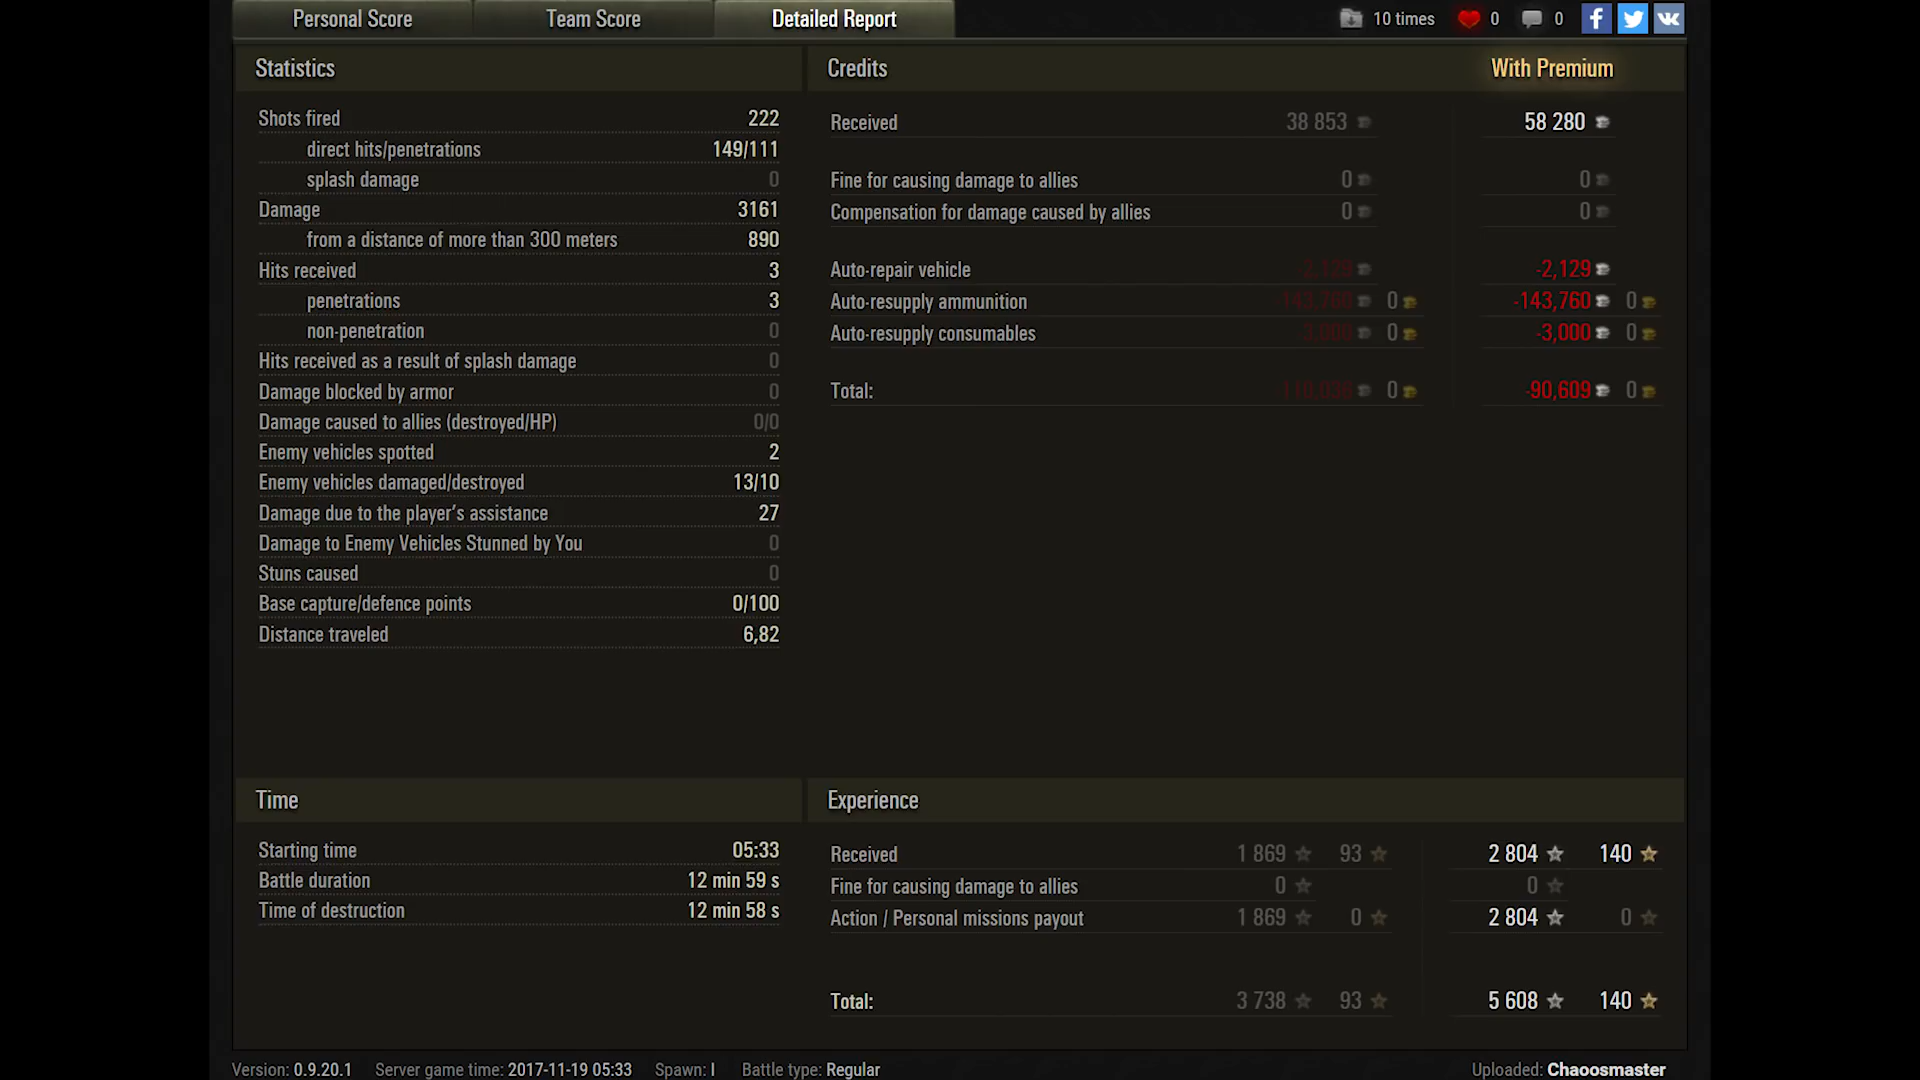 Personal Score Team Score Detailed Report 10 times 0 0
Statistics
Shots fired 222
direct hits/penetrations 149/111
splash damage 0
Damage 3161
from a distance of more than 300 meters 890
Hits received 3
penetrations 3
non-penetration 0
Hits received as a result of splash damage 0
Damage blocked by armor 0
Damage caused to allies (destroyed/HP) 0/0
Enemy vehicles spotted 2
Enemy vehicles damaged/destroyed 13/10
Damage due to the player's assistance 27
Damage to Enemy Vehicles Stunned by You 0
Stuns caused 0
Base capture/defence points 0/100
Distance traveled 6,82
Credits With Premium
Received 38 853 58 280
Fine for causing damage to allies 0 0
Compensation for damage caused by allies 0 0
Auto-repair vehicle -2,129 -2,129
Auto-resupply ammunition -143,760 0 -143,760 0
Auto-resupply consumables -3,000 0 -3,000 0
Total: 0 -90,609 0
Time
Starting time 05:33
Battle duration 12 min 59 s
Time of destruction 12 min 58 s
Experience
Received 1 869 93 2 804 140
Fine for causing damage to allies 0 0
Action / Personal missions payout 1 869 0 2 804 0
Total: 3 738 93 5 608 140
Version: 0.9.20.1 Server game time: 2017-11-19 05:33 Spawn: I Battle type: Regular Uploaded: Chaoosmaster